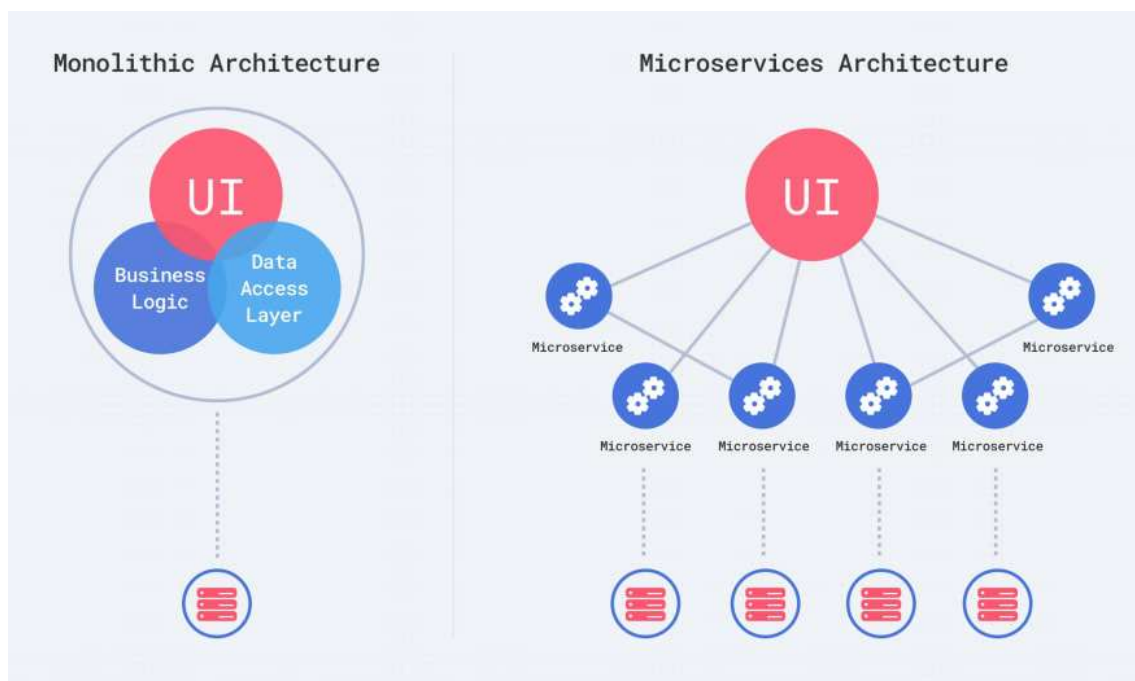 Monolithic Architecture
UI
Business
Logic
Data
Access
Layer
Microservices Architecture
UI
Microservice
Microservice
Microservice
Microservice
Microservice
Microservice